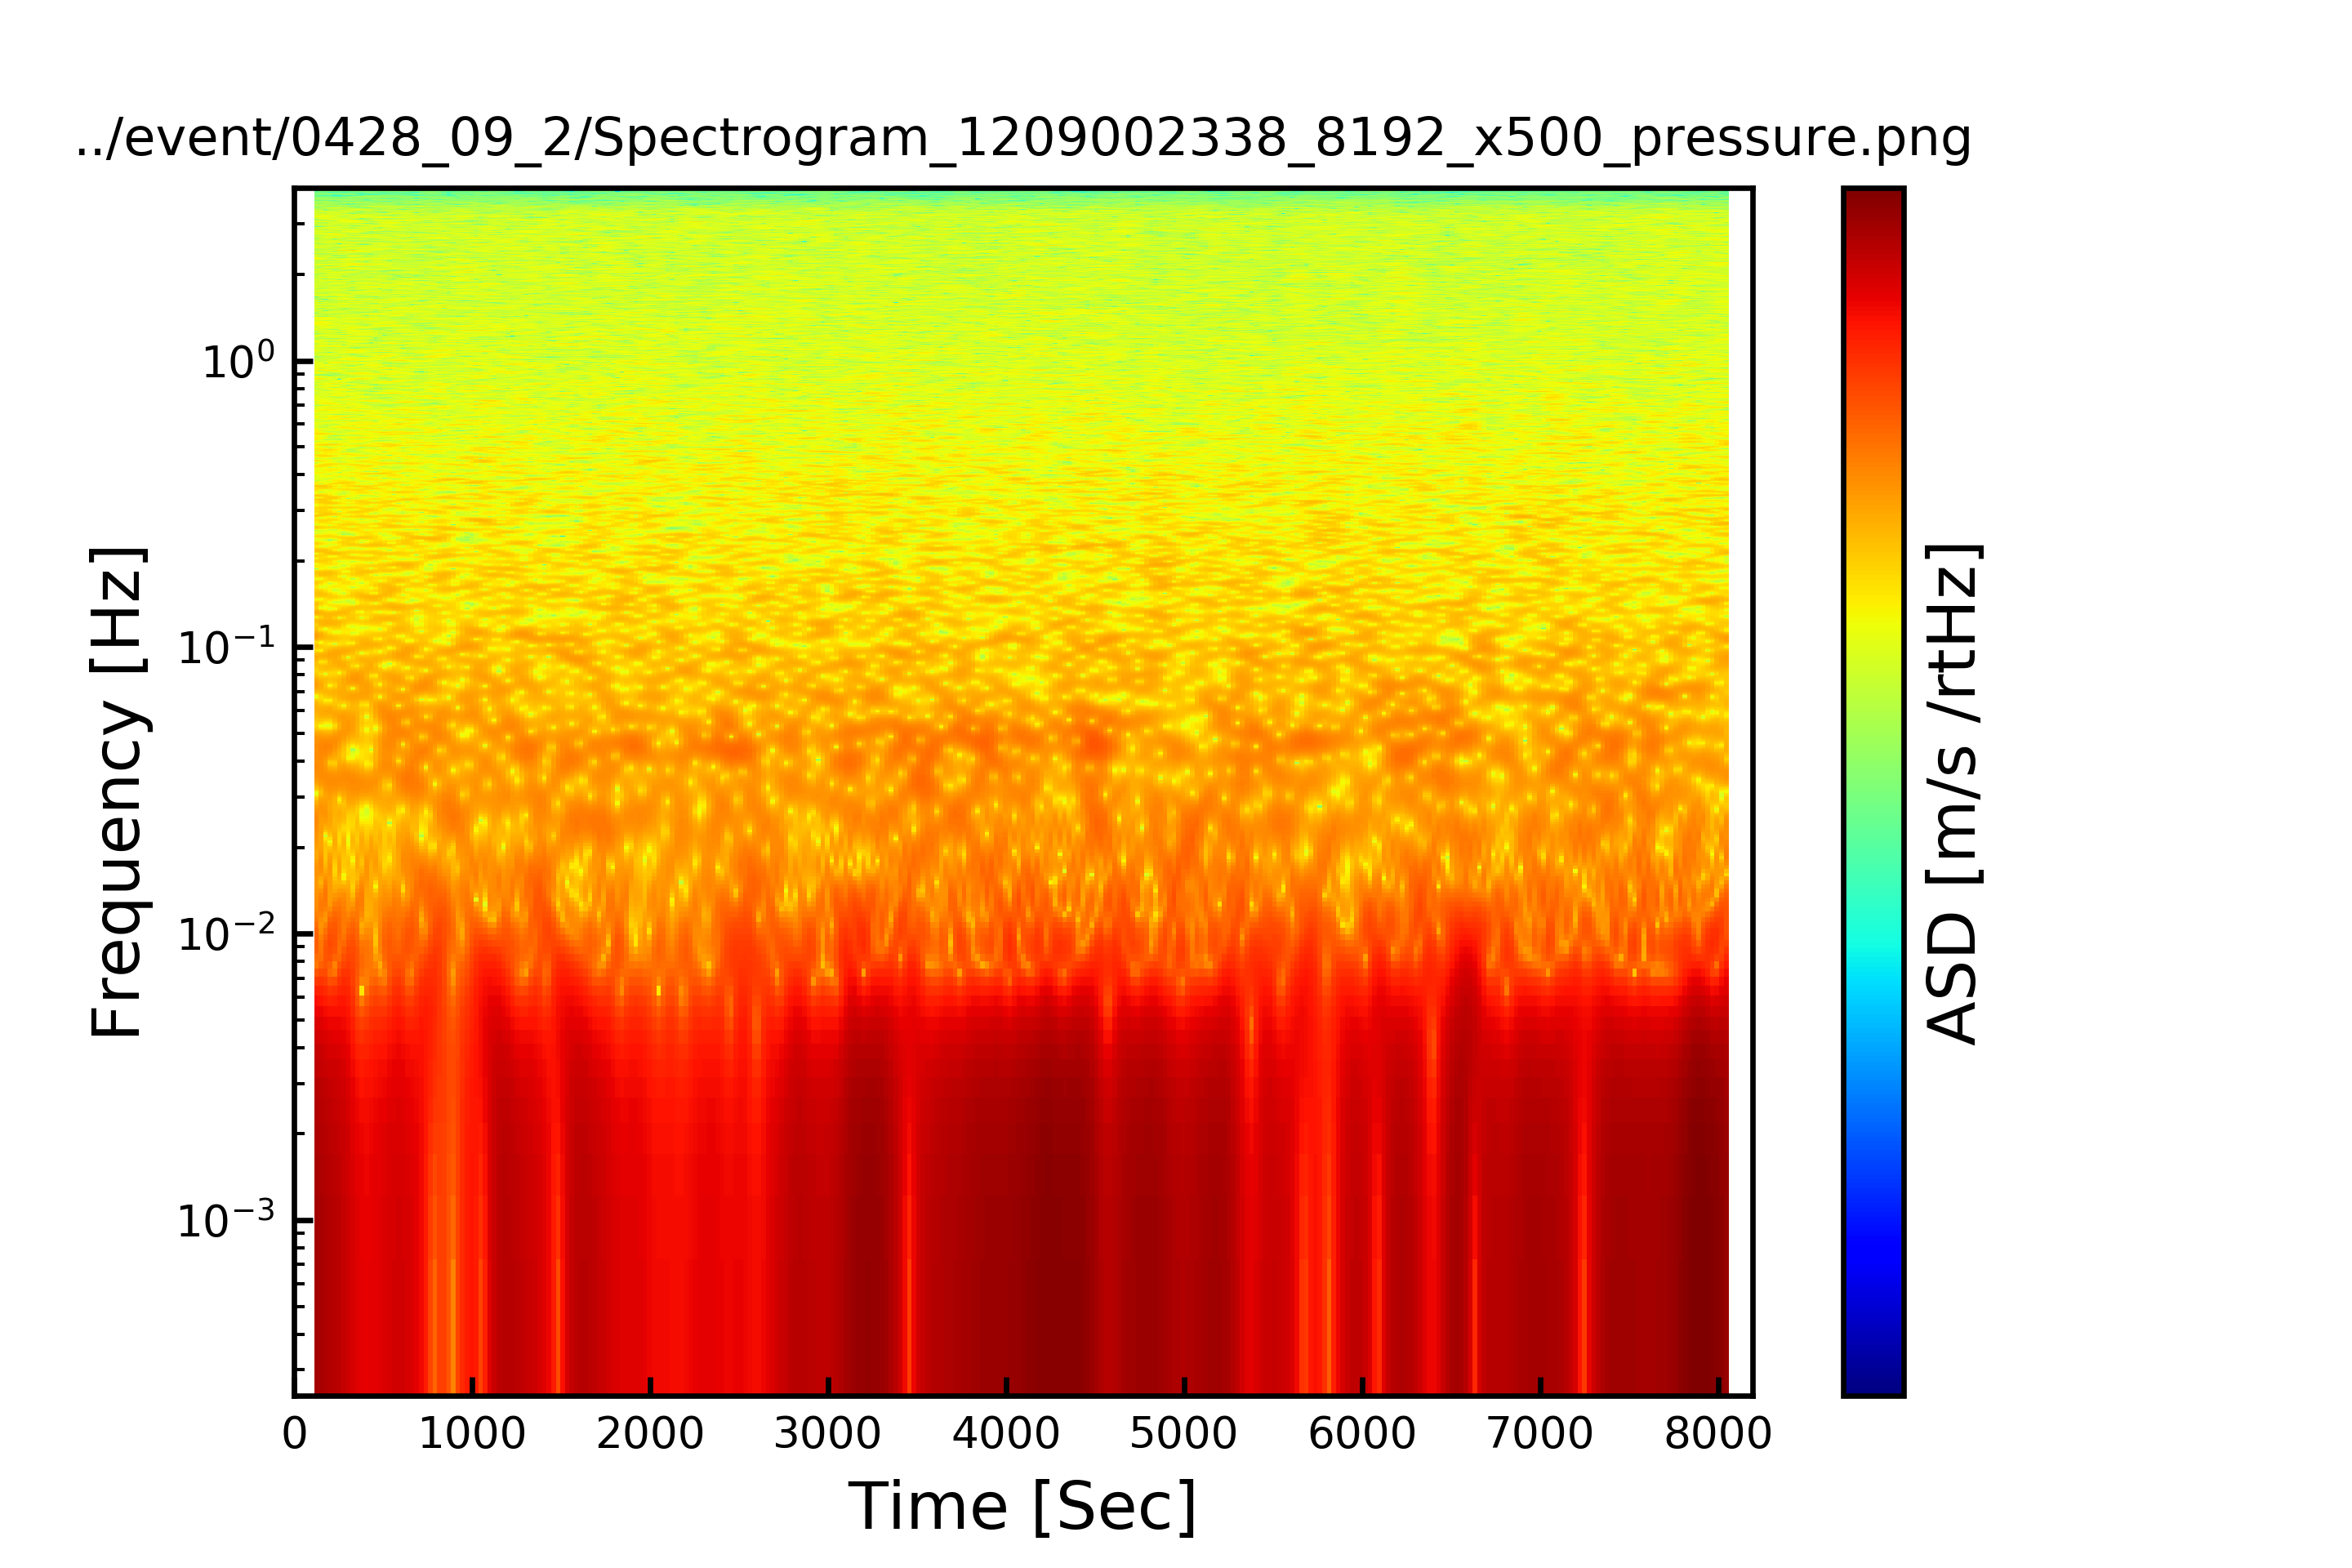 ../event/0428_09_2/Spectrogram_1209002338_8192_x500_pressure.png
Frequency [Hz]
10⁰
10⁻¹
10⁻²
10⁻³
0 1000 2000 3000 4000 5000 6000 7000 8000
Time [Sec]
ASD [m/s /rtHz]